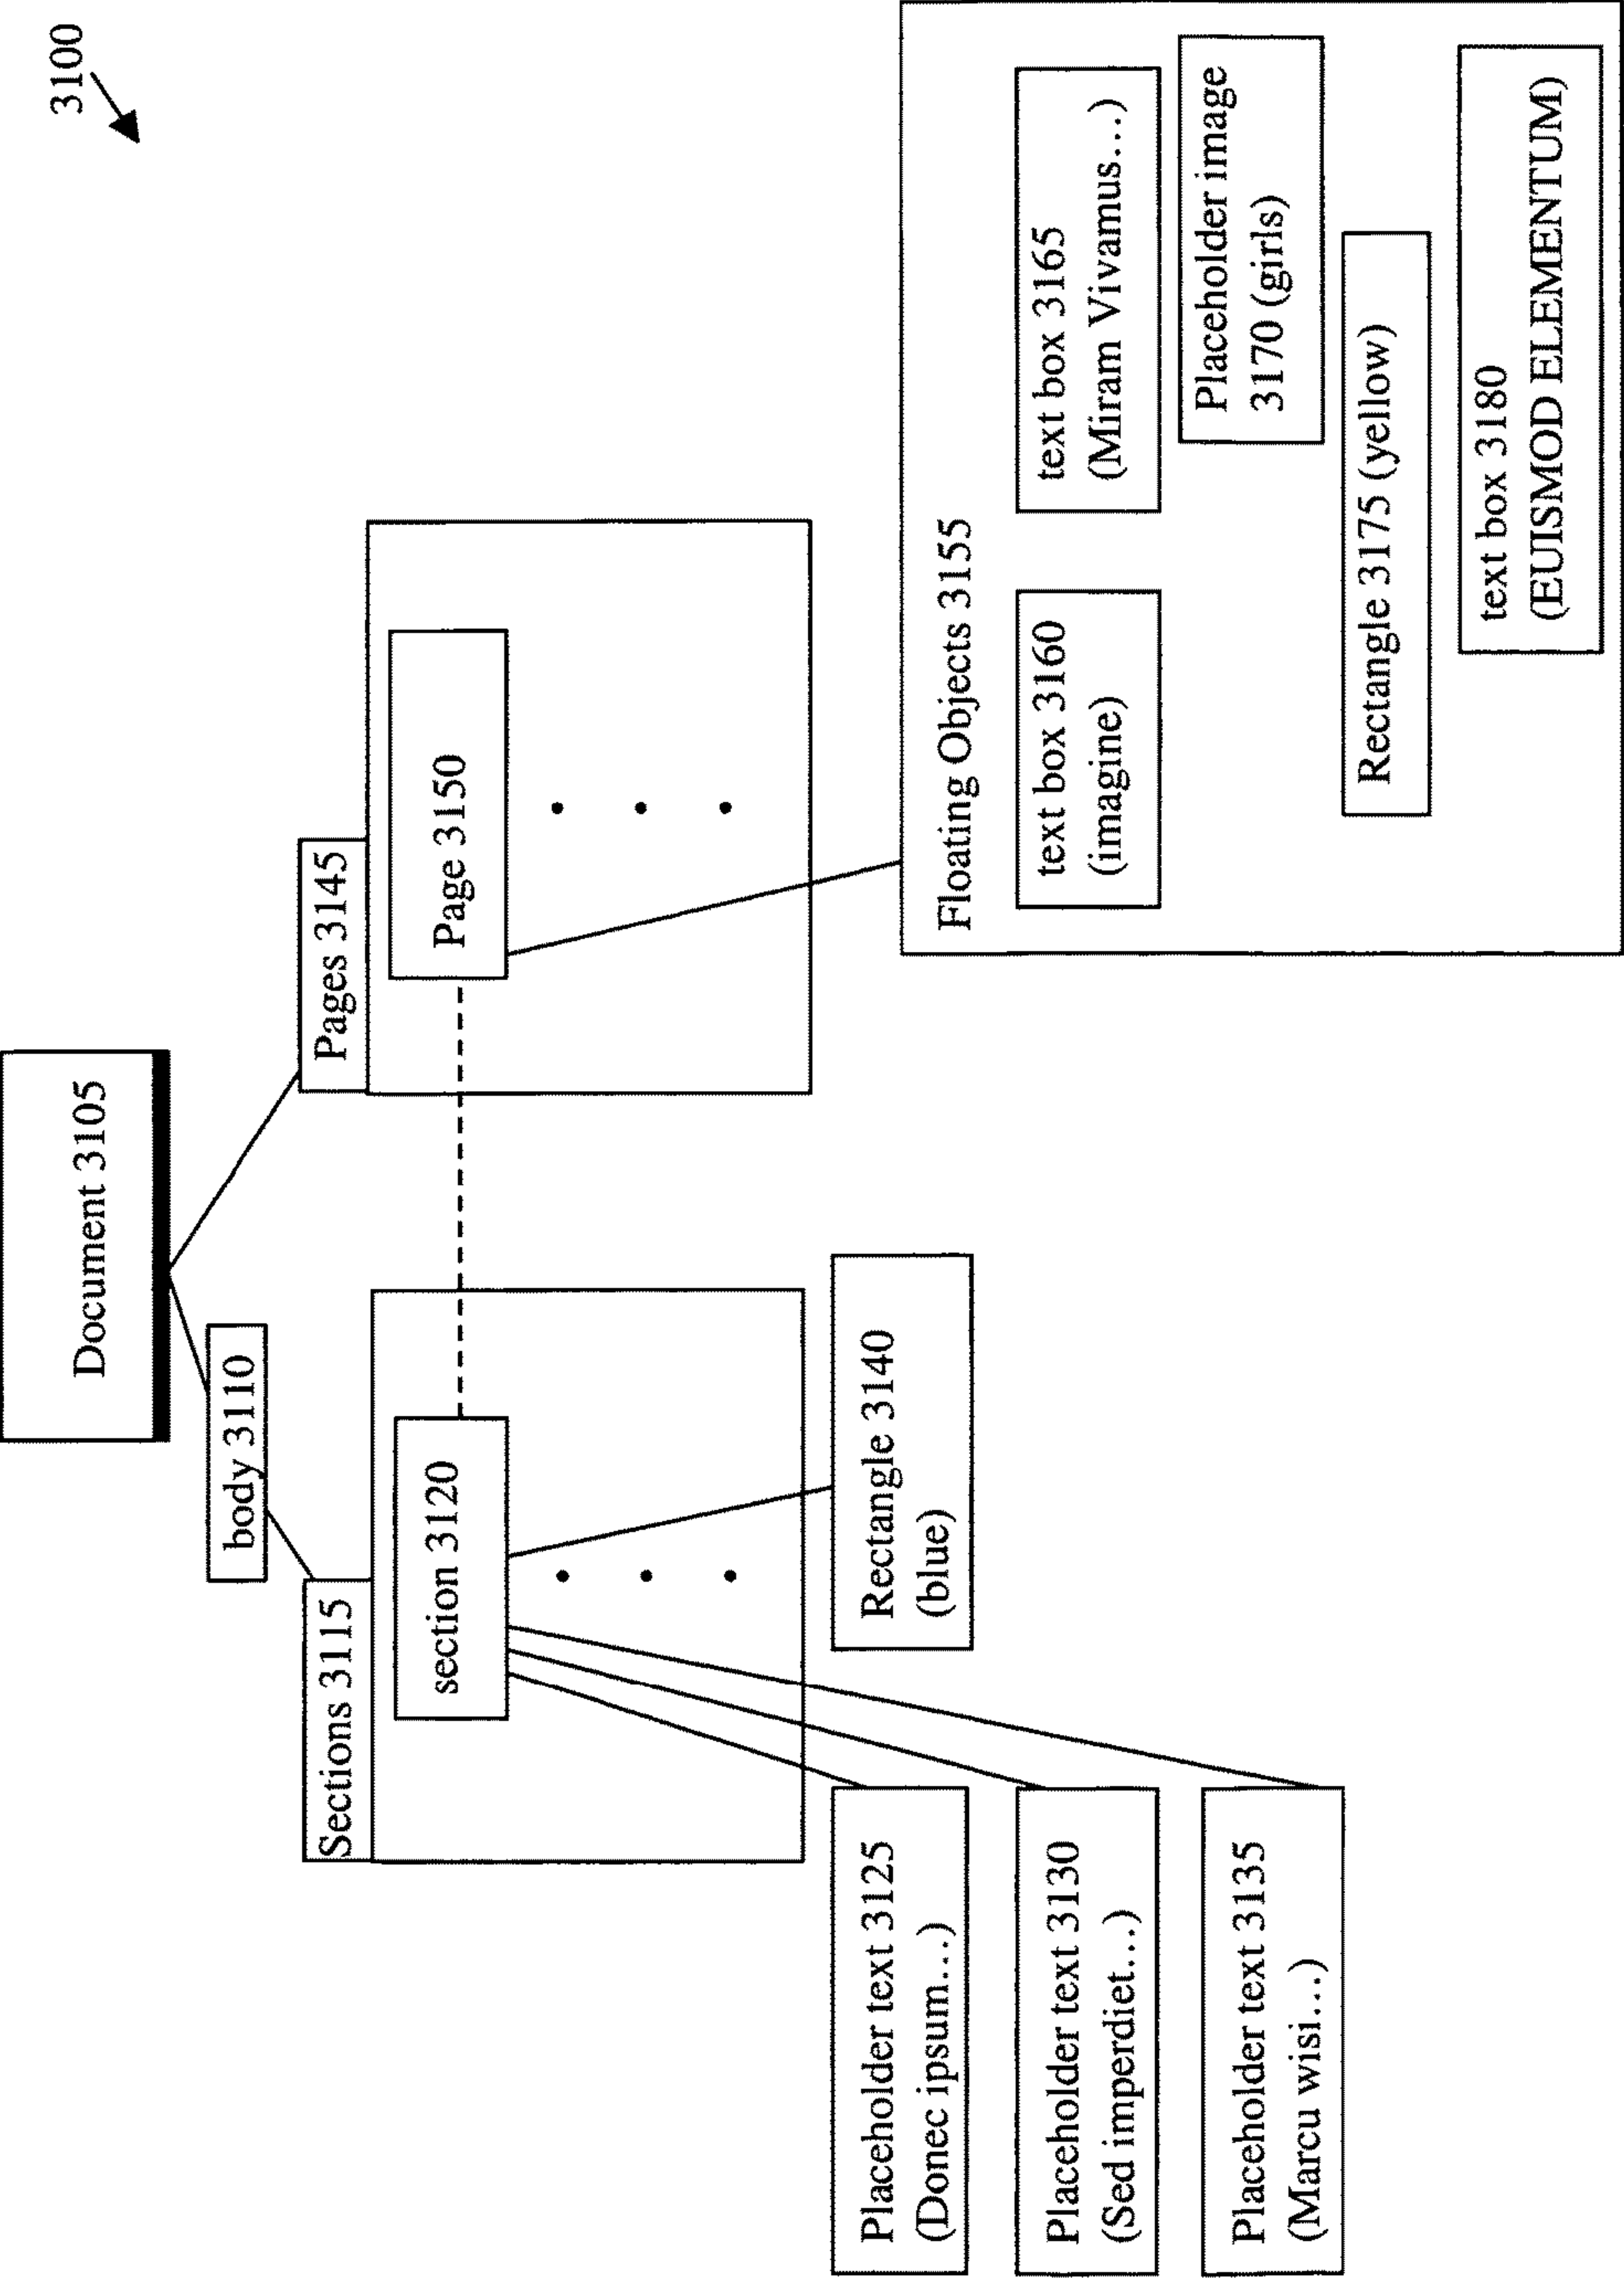 3100
Document 3105
body 3110
Sections 3115
section 3120
Pages 3145
Page 3150
Placeholder text 3125
(Donec ipsum…)
Placeholder text 3130
(Sed imperdiet…)
Placeholder text 3135
(Marcu wisi…)
Rectangle 3140
(blue)
Floating Objects 3155
text box 3160
(imagine)
text box 3165
(Miram Vivamus…)
Placeholder image
3170 (girls)
Rectangle 3175 (yellow)
text box 3180
(EUISMOD ELEMENTUM)